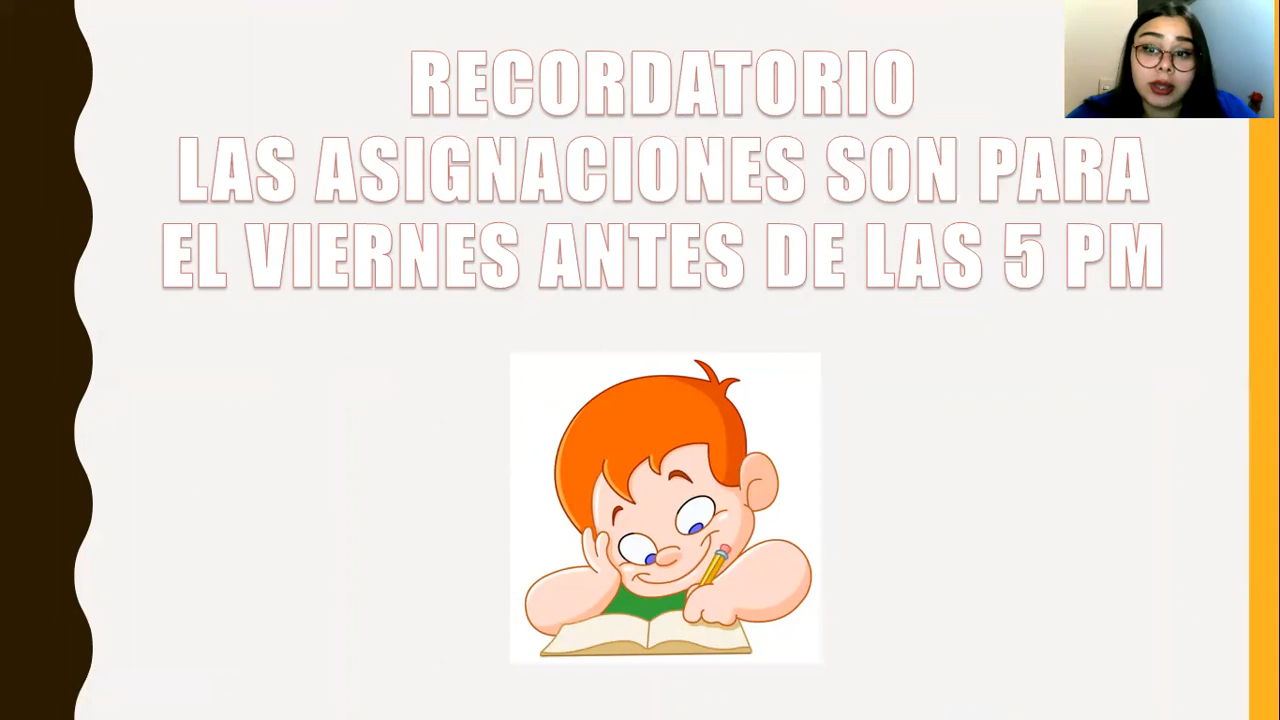 RECORDATORIO
LAS ASIGNACIONES SON PARA
EL VIERNES ANTES DE LAS 5 PM